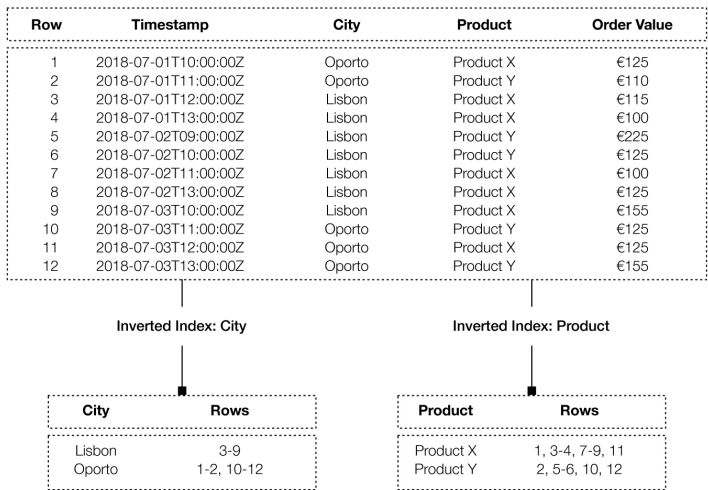 Row Timestamp City Product Order Value
1 2018-07-01T10:00:00Z Oporto Product X €125
2 2018-07-01T11:00:00Z Oporto Product Y €110
3 2018-07-01T12:00:00Z Lisbon Product X €115
4 2018-07-01T13:00:00Z Lisbon Product X €100
5 2018-07-02T09:00:00Z Lisbon Product Y €225
6 2018-07-02T10:00:00Z Lisbon Product Y €125
7 2018-07-02T11:00:00Z Lisbon Product X €100
8 2018-07-02T13:00:00Z Lisbon Product X €125
9 2018-07-03T10:00:00Z Lisbon Product X €155
10 2018-07-03T11:00:00Z Oporto Product Y €125
11 2018-07-03T12:00:00Z Oporto Product X €125
12 2018-07-03T13:00:00Z Oporto Product Y €155
Inverted Index: City
Inverted Index: Product
City Rows
Lisbon 3-9
Oporto 1-2, 10-12
Product Rows
Product X 1, 3-4, 7-9, 11
Product Y 2, 5-6, 10, 12